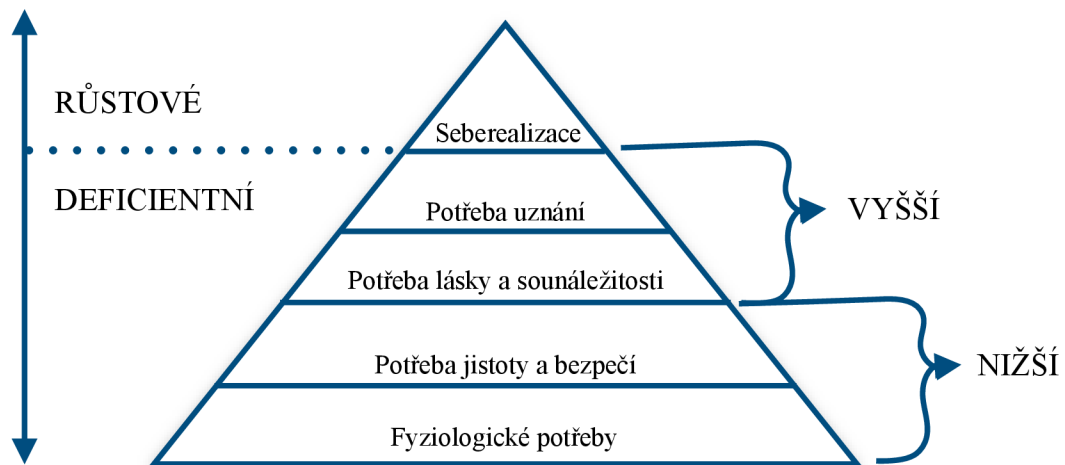 RŮSTOVÉ
Seberealizace
DEFICIENTNÍ
Potřeba uznání
VYŠŠÍ
Potřeba lásky a sounáležitosti
Potřeba jistoty a bezpečí
NIŽŠÍ
Fyziologické potřeby